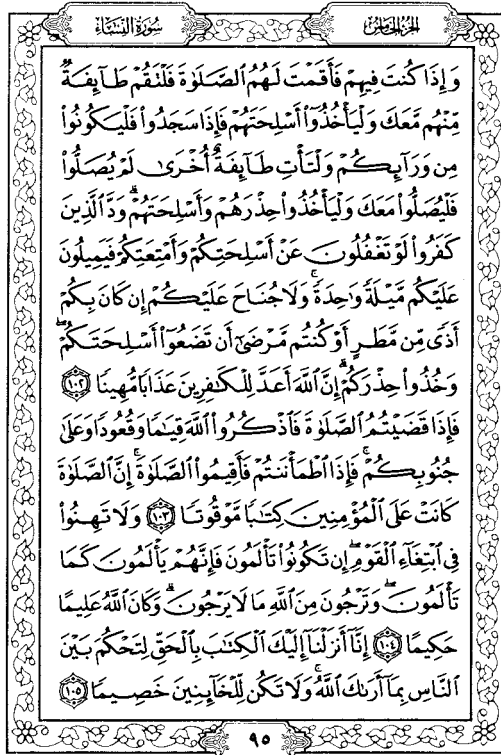 الجزء الخامس
سورة النساء
وَإِذَا كُنتَ فِيهِمْ فَأَقَمْتَ لَهُمُ ٱلصَّلَوٰةَ فَلْتَقُمْ طَآئِفَةٌ
مِّنْهُم مَّعَكَ وَلْيَأْخُذُوٓا۟ أَسْلِحَتَهُمْ فَإِذَا سَجَدُوا۟ فَلْيَكُونُوا۟
مِن وَرَآئِكُمْ وَلْتَأْتِ طَآئِفَةٌ أُخْرَىٰ لَمْ يُصَلُّوا۟
فَلْيُصَلُّوا۟ مَعَكَ وَلْيَأْخُذُوا۟ حِذْرَهُمْ وَأَسْلِحَتَهُمْ ۗ وَدَّ ٱلَّذِينَ
كَفَرُوا۟ لَوْ تَغْفُلُونَ عَنْ أَسْلِحَتِكُمْ وَأَمْتِعَتِكُمْ فَيَمِيلُونَ
عَلَيْكُم مَّيْلَةً وَٰحِدَةً ۚ وَلَا جُنَاحَ عَلَيْكُمْ إِن كَانَ بِكُمْ
أَذًى مِّن مَّطَرٍ أَوْ كُنتُم مَّرْضَىٰٓ أَن تَضَعُوٓا۟ أَسْلِحَتَكُمْ ۖ
وَخُذُوا۟ حِذْرَكُمْ ۗ إِنَّ ٱللَّهَ أَعَدَّ لِلْكَٰفِرِينَ عَذَابًا مُّهِينًا ١٠٢
فَإِذَا قَضَيْتُمُ ٱلصَّلَوٰةَ فَٱذْكُرُوا۟ ٱللَّهَ قِيَٰمًا وَقُعُودًا وَعَلَىٰ
جُنُوبِكُمْ ۚ فَإِذَا ٱطْمَأْنَنتُمْ فَأَقِيمُوا۟ ٱلصَّلَوٰةَ ۚ إِنَّ ٱلصَّلَوٰةَ
كَانَتْ عَلَى ٱلْمُؤْمِنِينَ كِتَٰبًا مَّوْقُوتًا ١٠٣ وَلَا تَهِنُوا۟
فِى ٱبْتِغَآءِ ٱلْقَوْمِ ۖ إِن تَكُونُوا۟ تَأْلَمُونَ فَإِنَّهُمْ يَأْلَمُونَ كَمَا
تَأْلَمُونَ ۖ وَتَرْجُونَ مِنَ ٱللَّهِ مَا لَا يَرْجُونَ ۗ وَكَانَ ٱللَّهُ عَلِيمًا
حَكِيمًا ١٠٤ إِنَّآ أَنزَلْنَآ إِلَيْكَ ٱلْكِتَٰبَ بِٱلْحَقِّ لِتَحْكُمَ بَيْنَ
ٱلنَّاسِ بِمَآ أَرَىٰكَ ٱللَّهُ ۚ وَلَا تَكُن لِّلْخَآئِنِينَ خَصِيمًا ١٠٥
٩٥